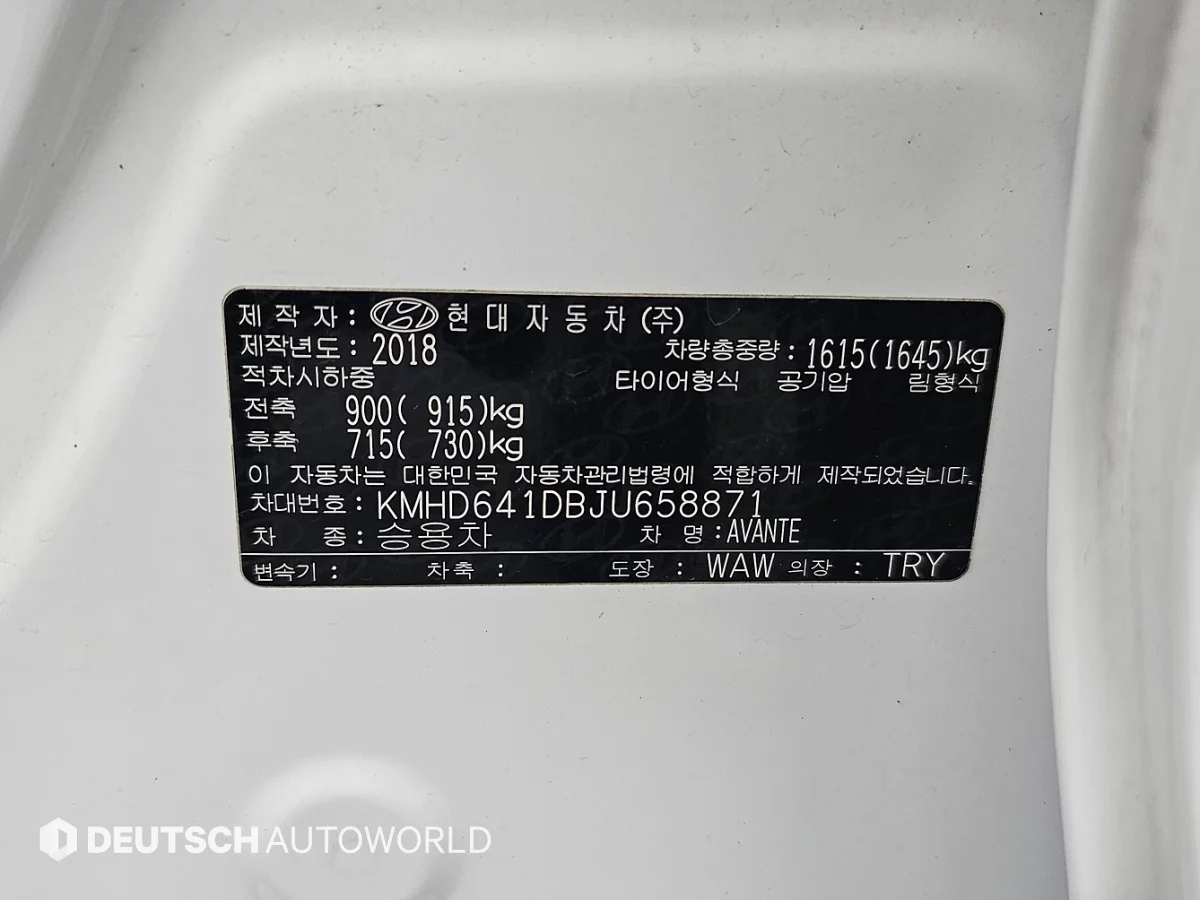 제 작 자 : 현 대 자 동 차 (주)
제작년도 : 2018 차량총중량 : 1615(1645)kg
적차시하중 타이어형식 공기압 림형식
전축 900( 915)kg
후축 715( 730)kg
이 자동차는 대한민국 자동차관리법령에 적합하게 제작되었습니다.
차대번호 : KMHD641DBJU658871
차 종 : 승용차 차 명 : AVANTE
변속기 : 차축 : 도장 : WAW 의장 : TRY
DEUTSCH AUTOWORLD